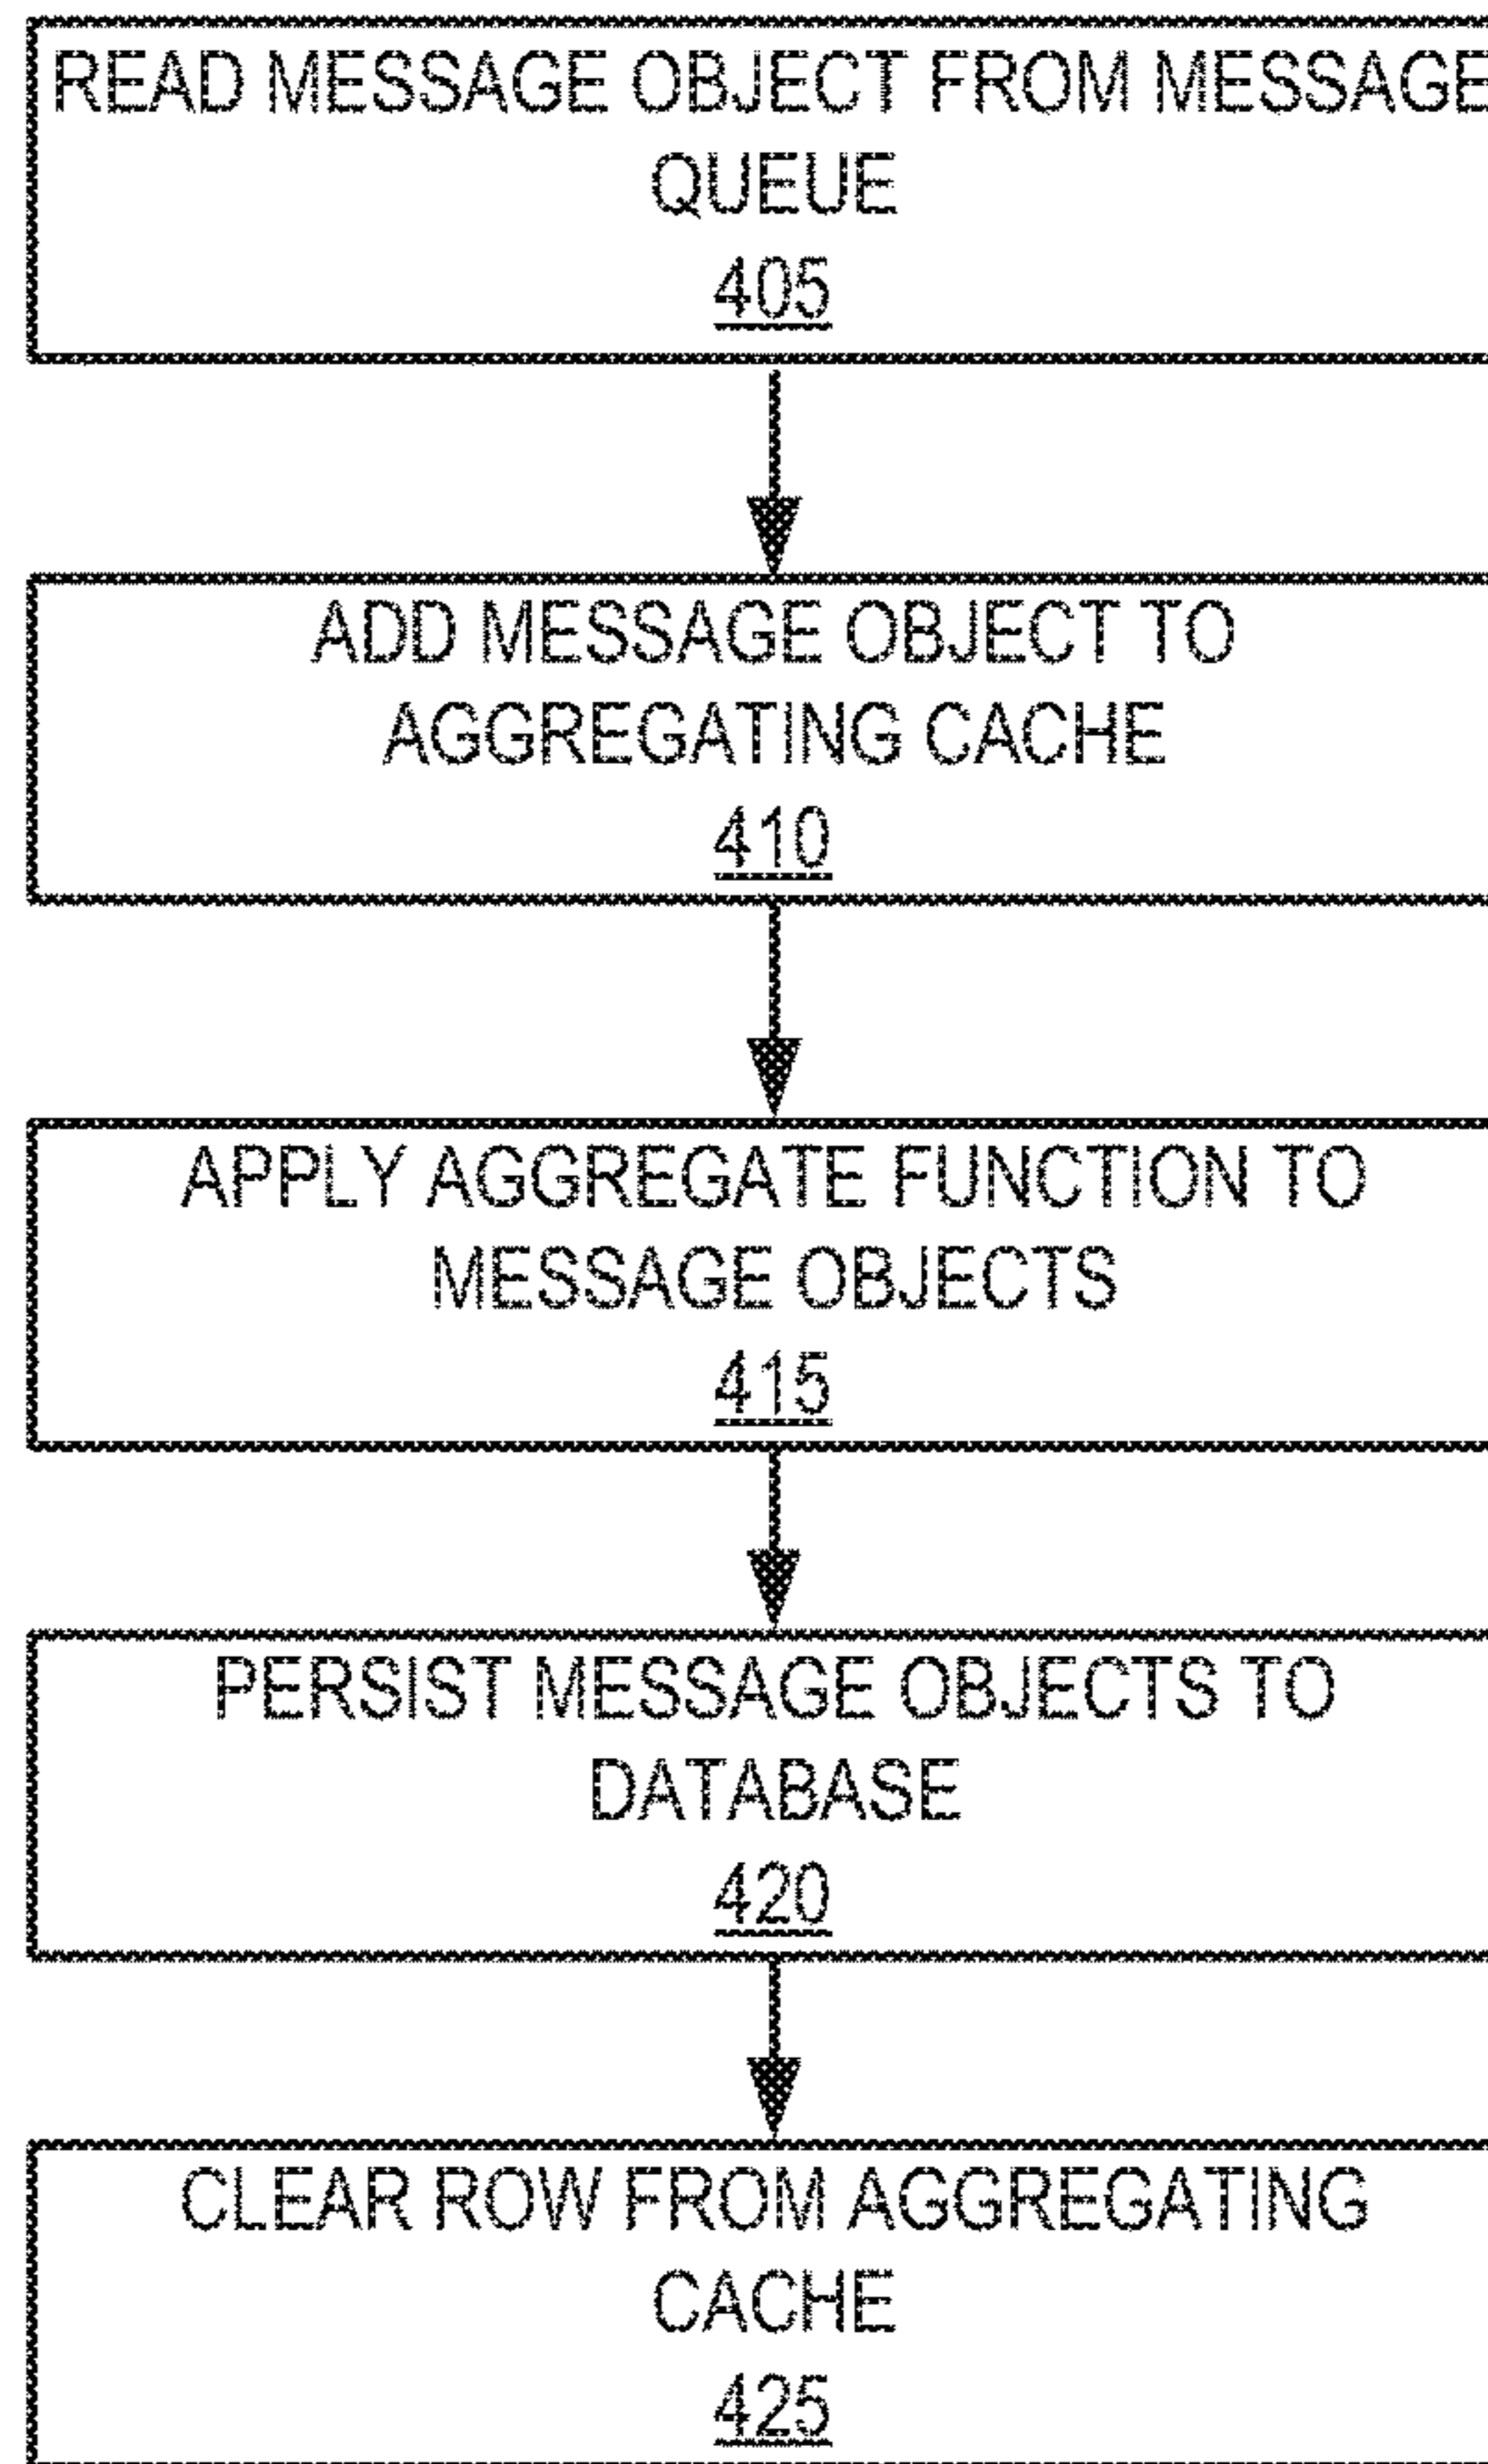 READ MESSAGE OBJECT FROM MESSAGE
QUEUE
405
ADD MESSAGE OBJECT TO
AGGREGATING CACHE
410
APPLY AGGREGATE FUNCTION TO
MESSAGE OBJECTS
415
PERSIST MESSAGE OBJECTS TO
DATABASE
420
CLEAR ROW FROM AGGREGATING
CACHE
425